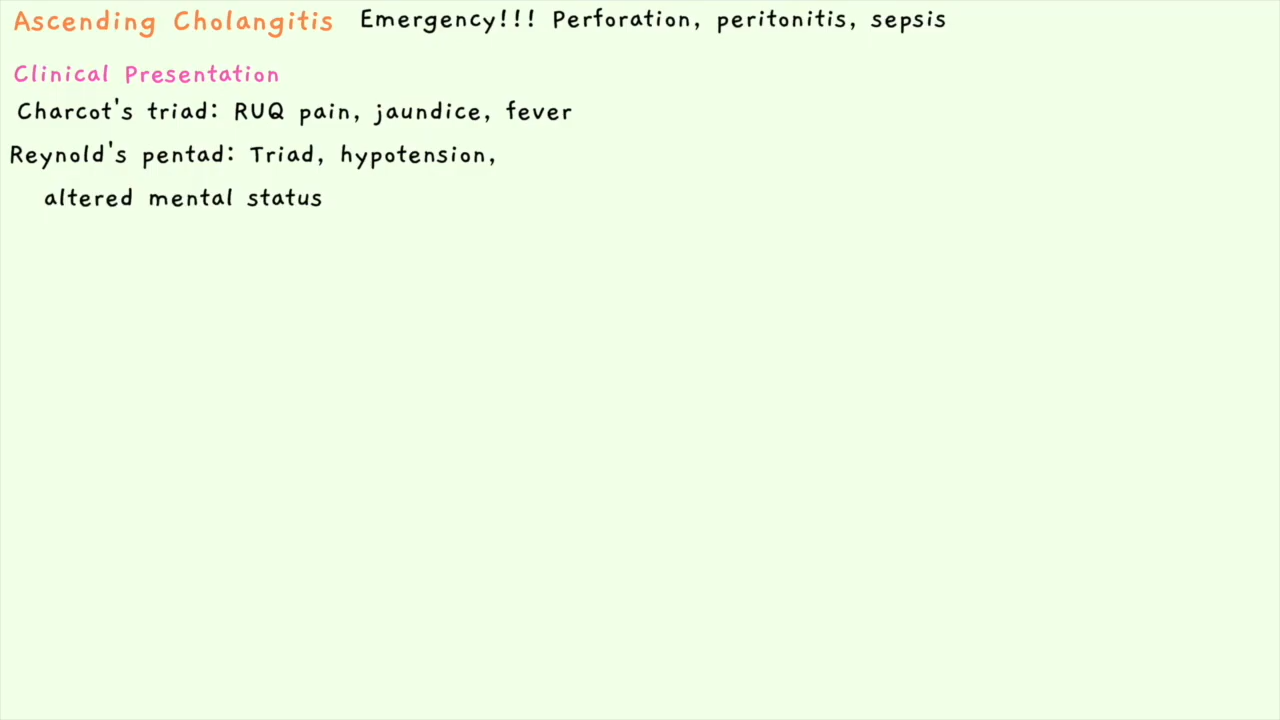 Ascending Cholangitis Emergency!!! Perforation, peritonitis, sepsis
Clinical Presentation
Charcot's triad: RUQ pain, jaundice, fever
Reynold's pentad: Triad, hypotension,
altered mental status